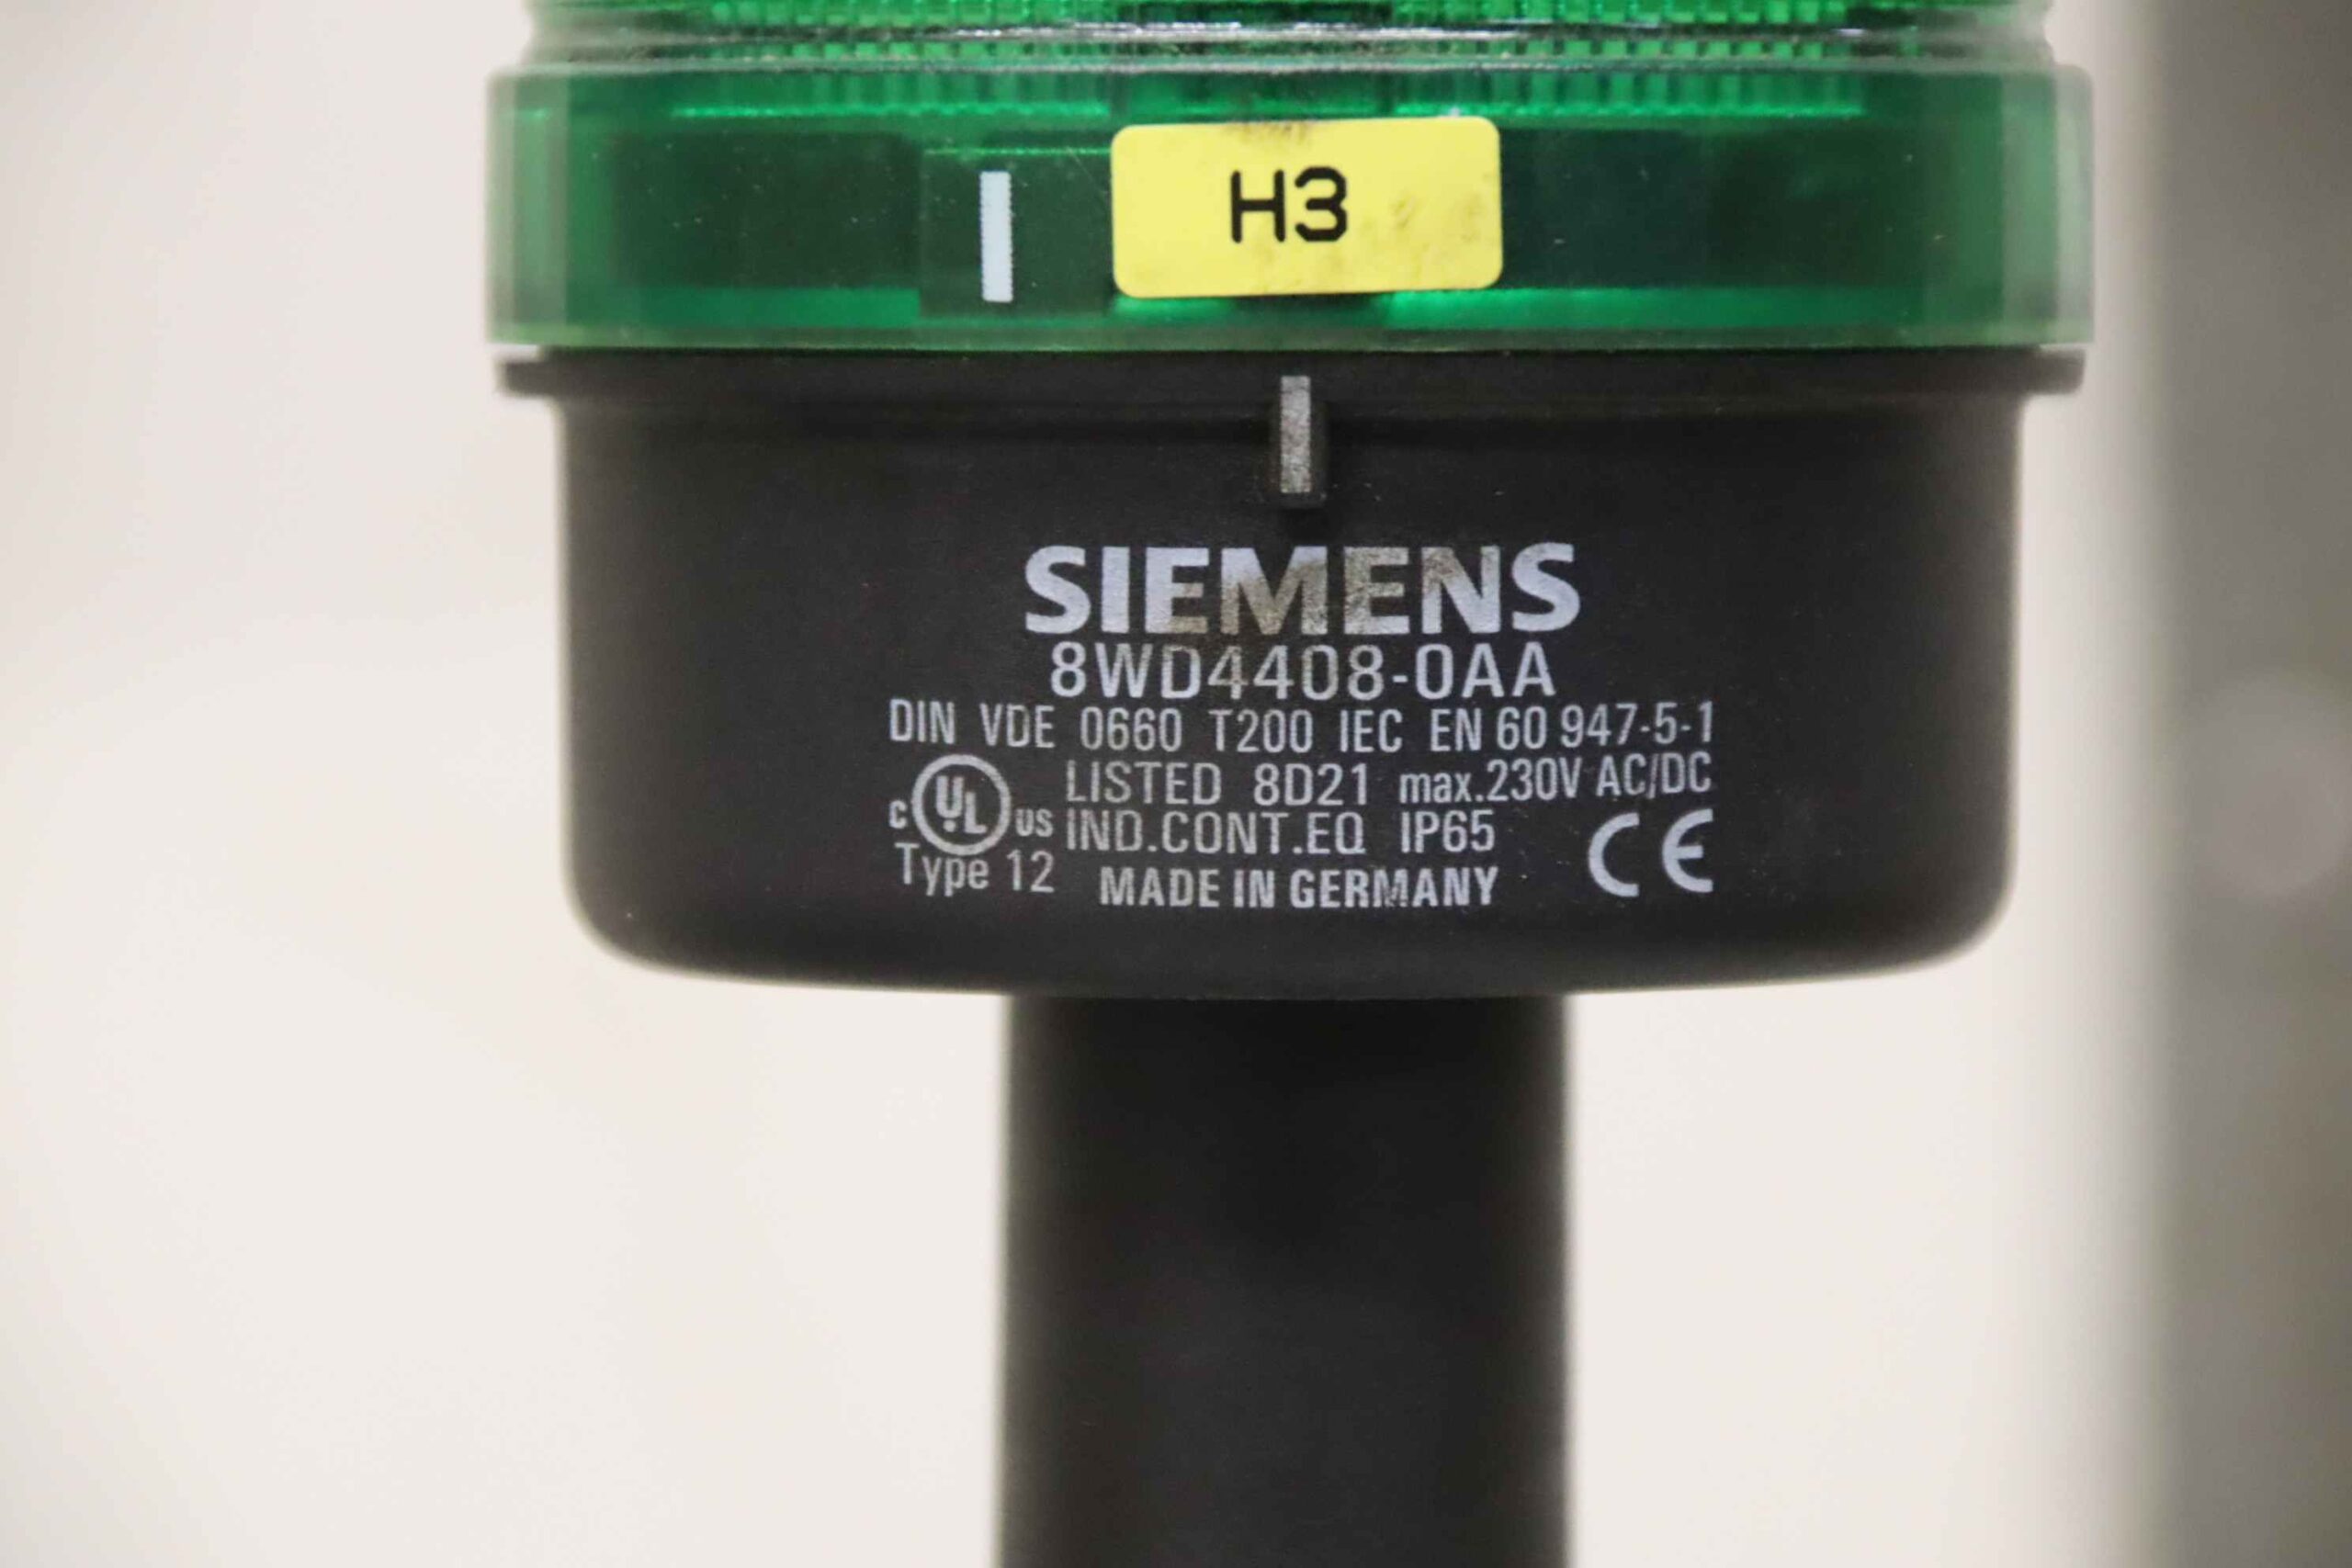 H3
SIEMENS
8WD4408-0AA
DIN VDE 0660 T200 IEC EN 60 947-5-1
LISTED 8D21 max.230V AC/DC
C UL US IND.CONT.EQ IP65 CE
Type 12 MADE IN GERMANY